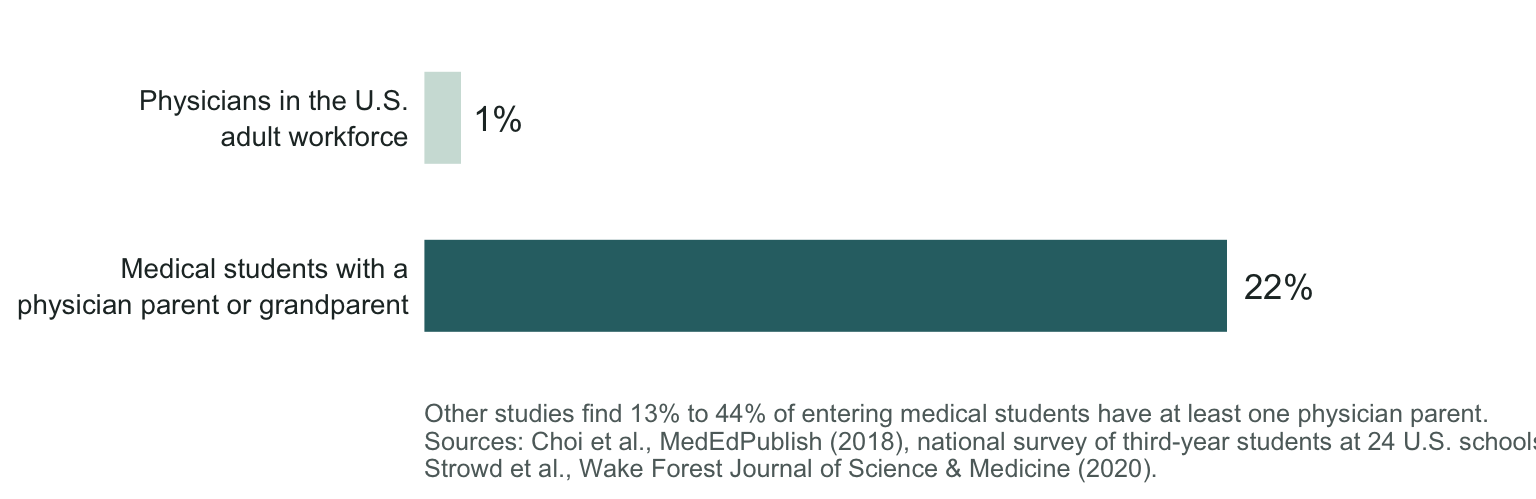 Physicians in the U.S.
adult workforce
1%
Medical students with a
physician parent or grandparent
22%
Other studies find 13% to 44% of entering medical students have at least one physician parent.
Sources: Choi et al., MedEdPublish (2018), national survey of third-year students at 24 U.S. schools
Strowd et al., Wake Forest Journal of Science & Medicine (2020).